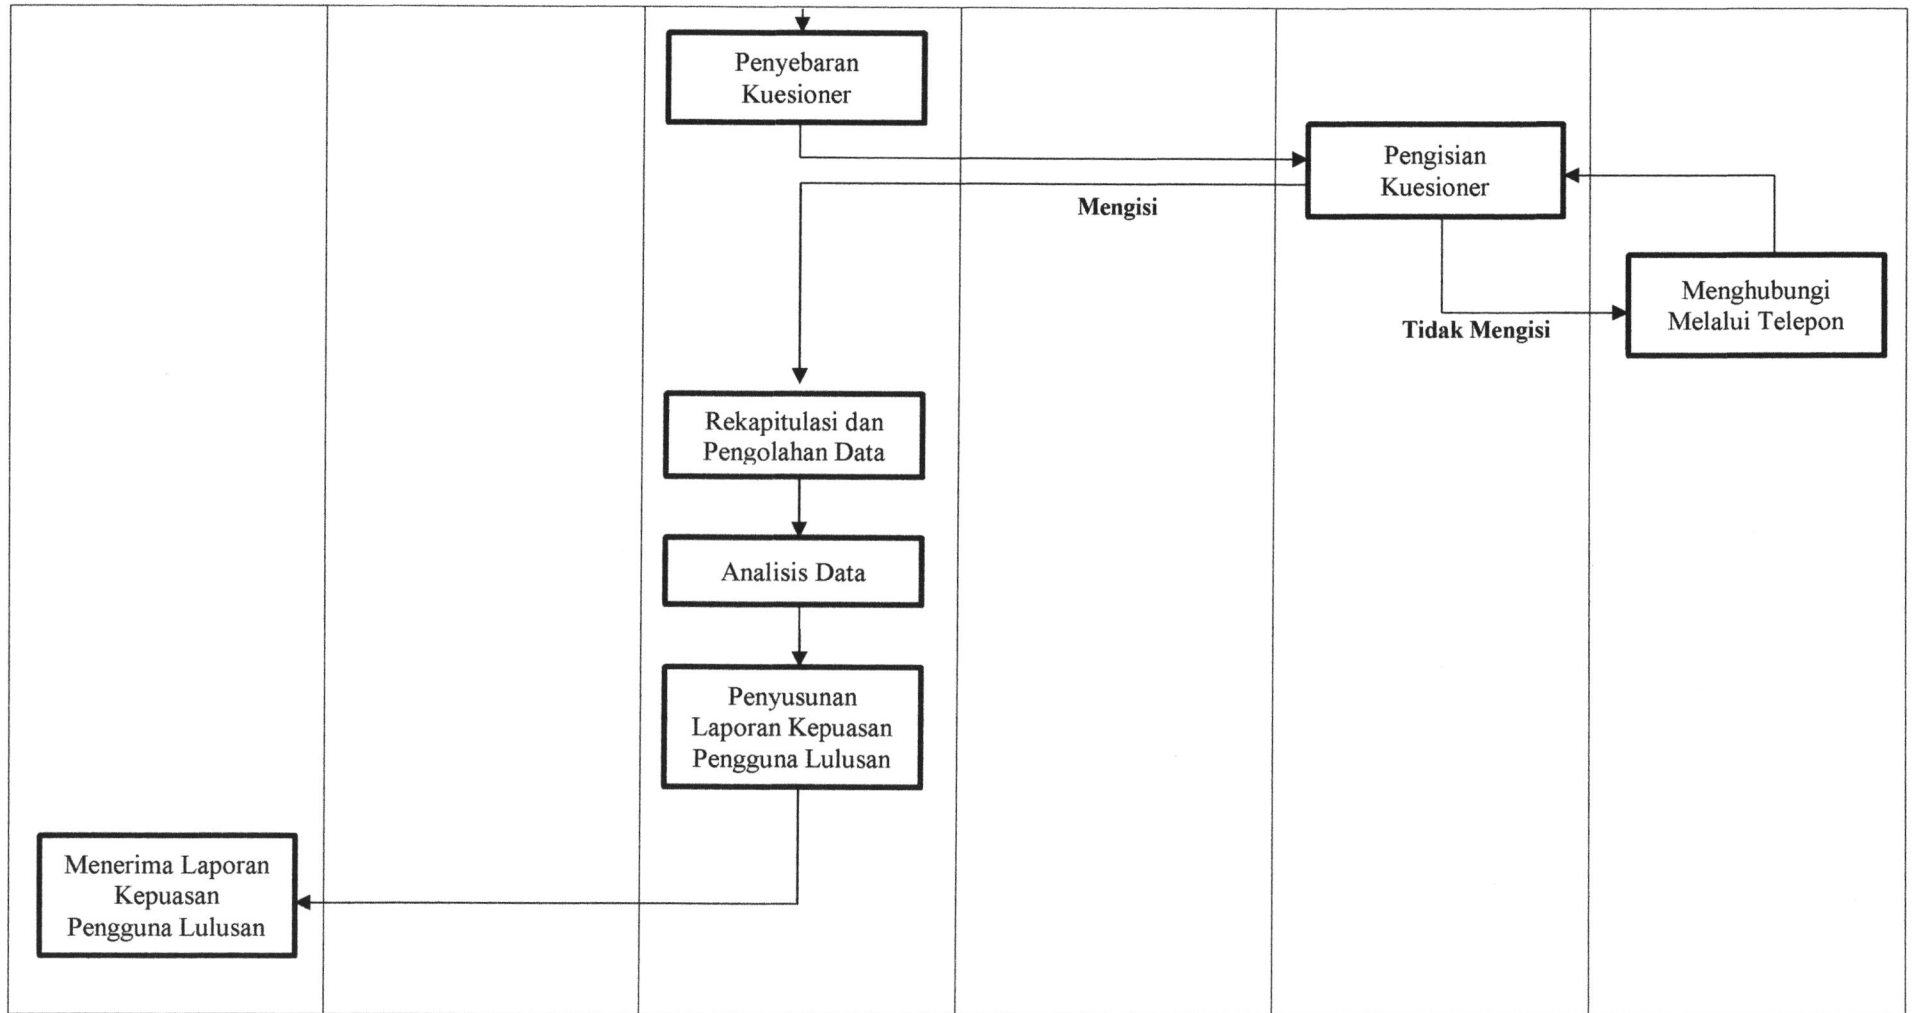 Penyebaran
Kuesioner
Pengisian
Kuesioner
Mengisi
Menghubungi
Melalui Telepon
Tidak Mengisi
Rekapitulasi dan
Pengolahan Data
Analisis Data
Penyusunan
Laporan Kepuasan
Pengguna Lulusan
Menerima Laporan
Kepuasan
Pengguna Lulusan